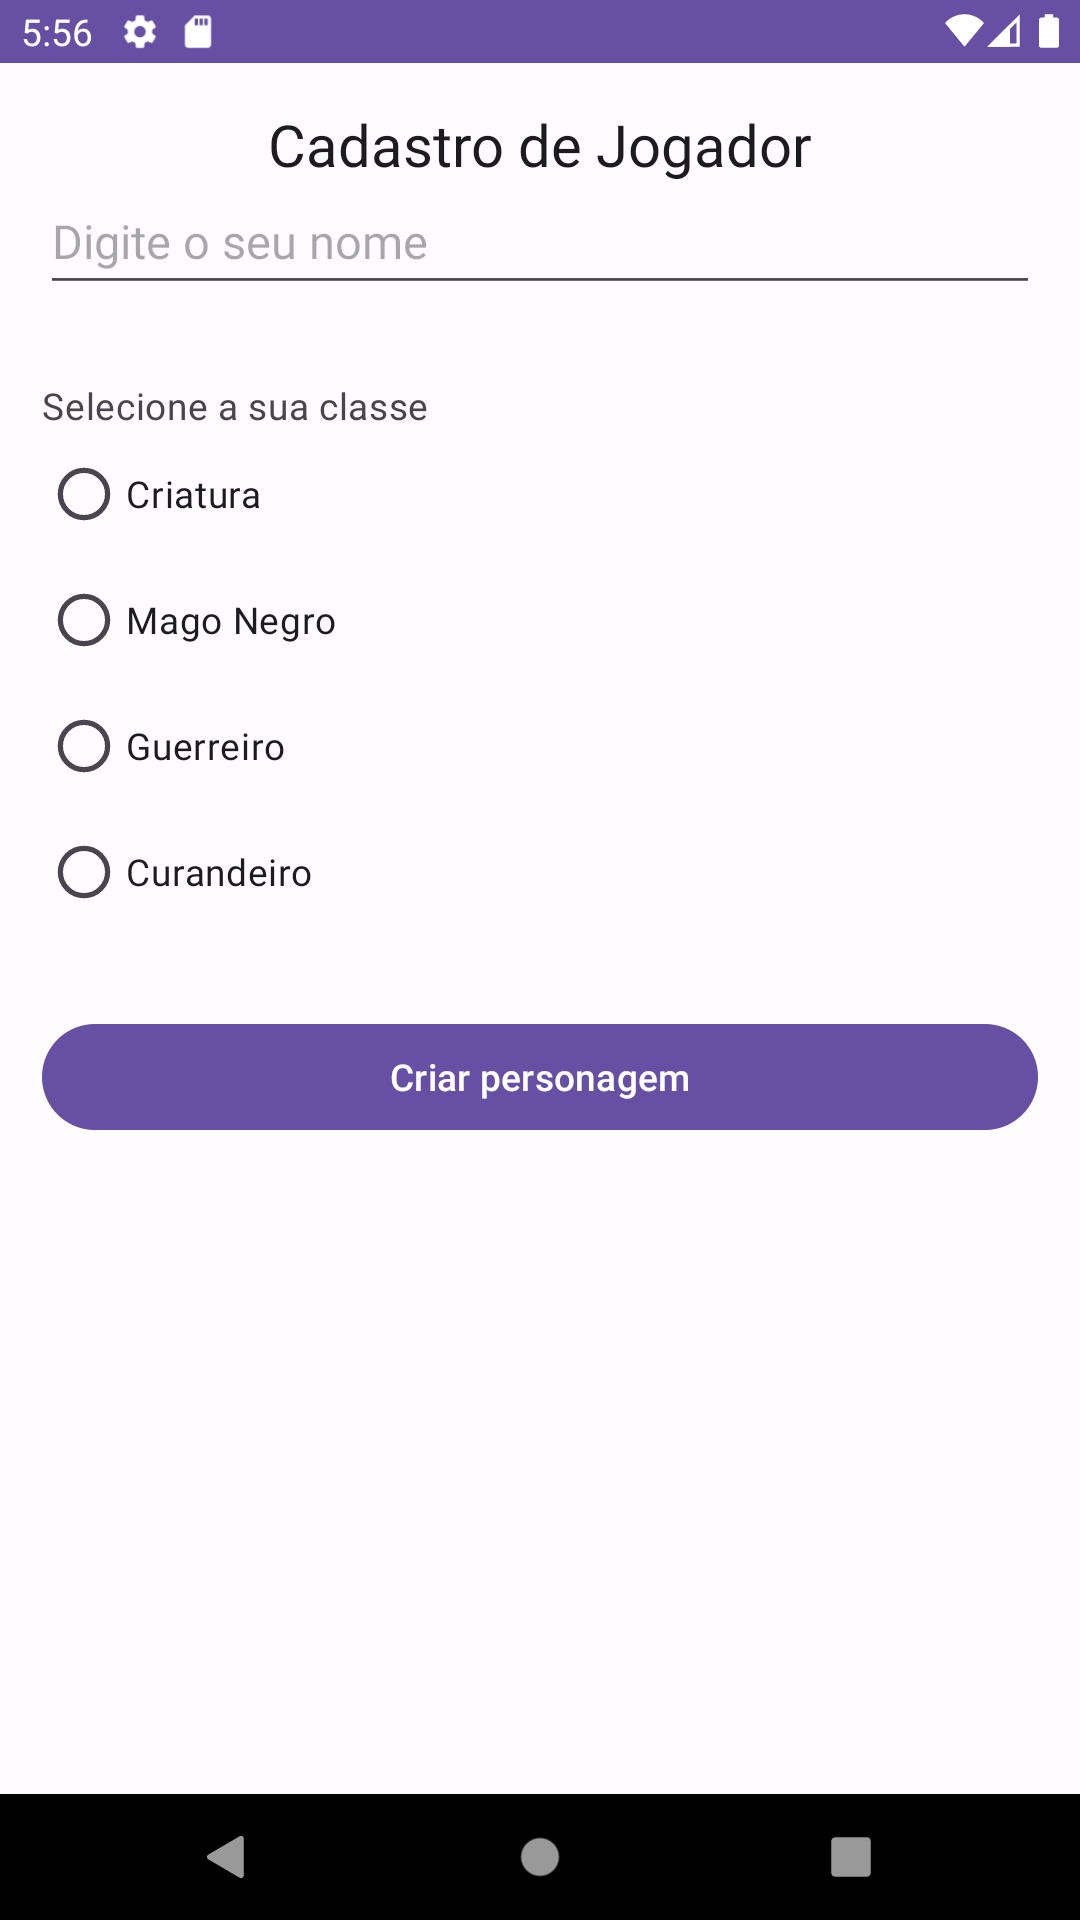 5:56
Cadastro de Jogador
Digite o seu nome
Selecione a sua classe
Criatura
Mago Negro
Guerreiro
Curandeiro
Criar personagem